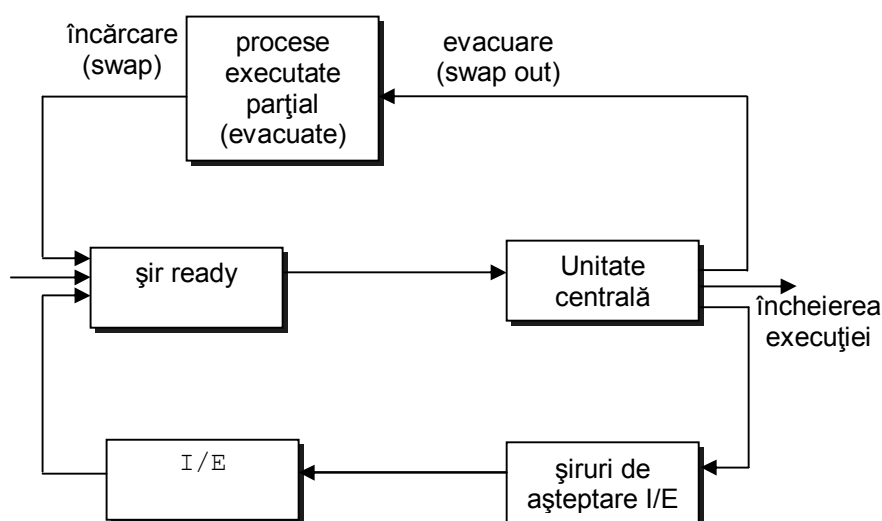 încărcare
(swap)
procese
executate
parţial
(evacuate)
evacuare
(swap out)
şir ready
Unitate
centrală
încheierea
execuţiei
I/E
şiruri de
aşteptare I/E